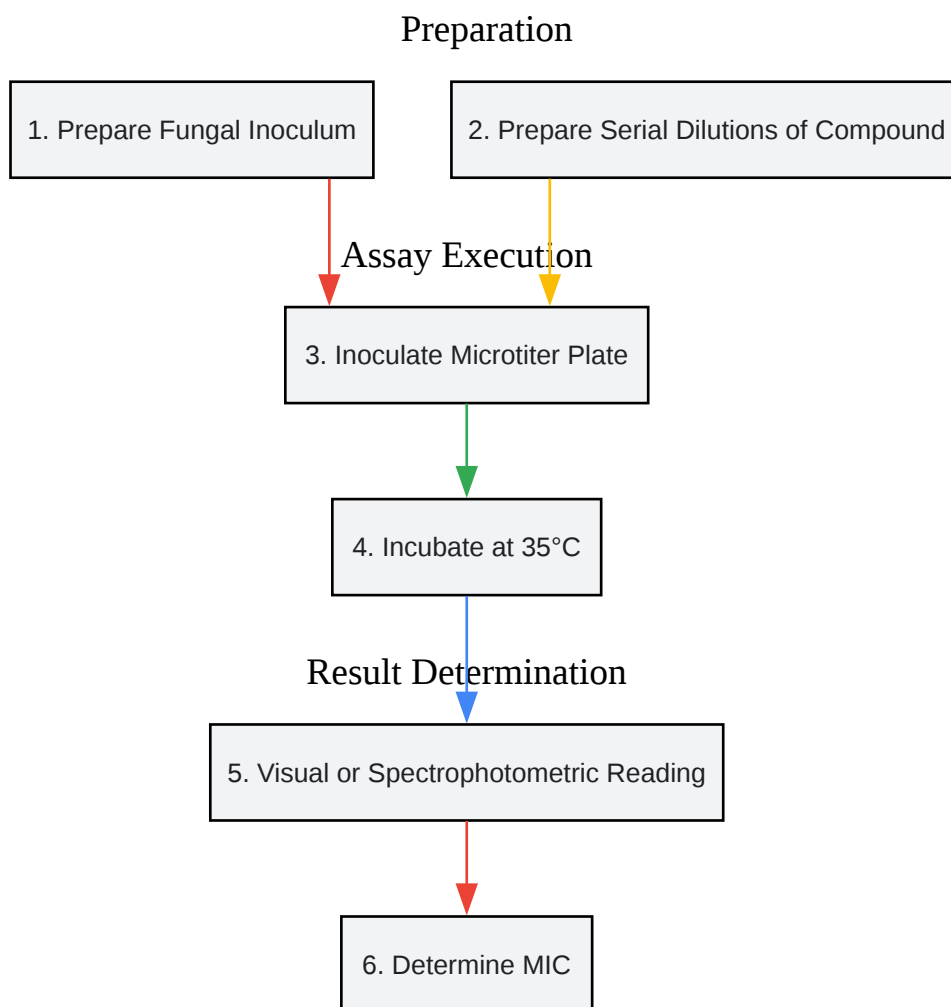 Preparation
1. Prepare Fungal Inoculum
2. Prepare Serial Dilutions of Compound
Assay Execution
3. Inoculate Microtiter Plate
4. Incubate at 35°C
Result Determination
5. Visual or Spectrophotometric Reading
6. Determine MIC